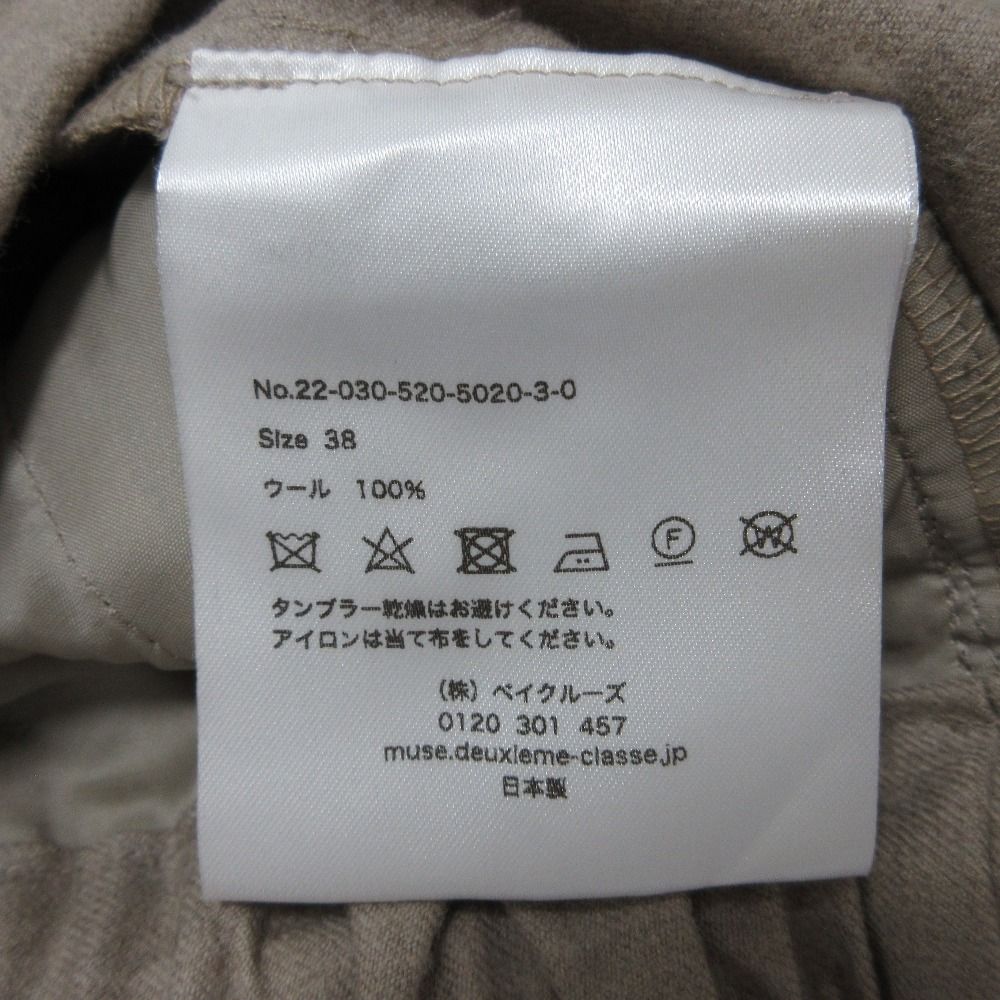 No.22-030-520-5020-3-0
Size 38
ウール 100%
F W
タンブラー乾燥はお避けください。
アイロンは当て布をしてください。
(株) ベイクルーズ
0120 301 457
muse.deuxieme-classe.jp
日本製